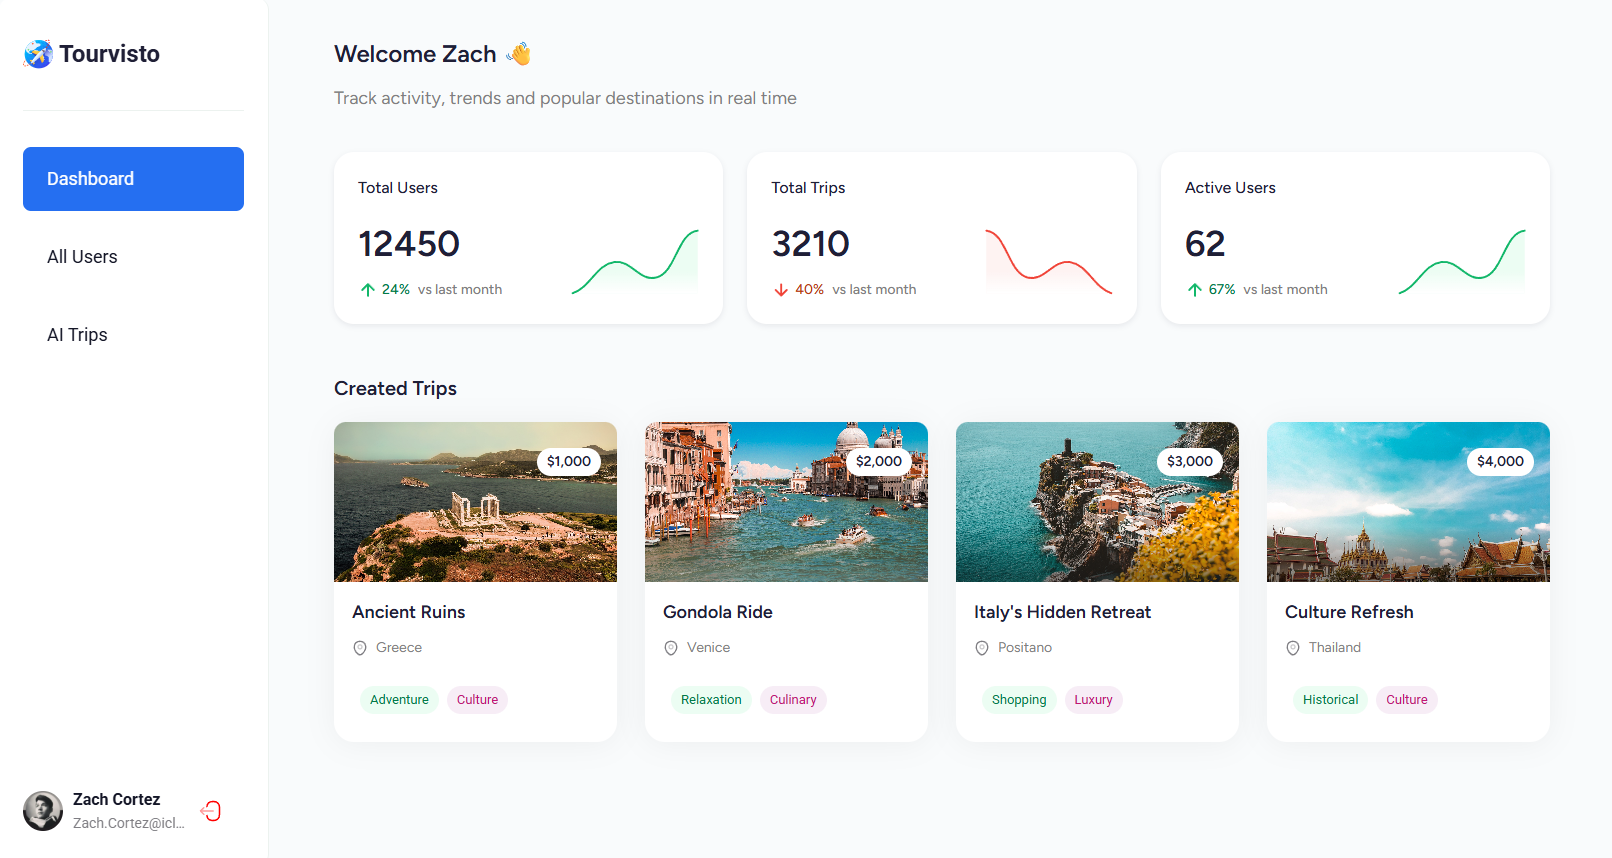 Tourvisto
Dashboard
All Users
AI Trips
Zach Cortez
Zach.Cortez@icl...
Welcome Zach 👋
Track activity, trends and popular destinations in real time
Total Users
12450
24% vs last month
Total Trips
3210
40% vs last month
Active Users
62
67% vs last month
Created Trips
$1,000
Ancient Ruins
Greece
Adventure Culture
$2,000
Gondola Ride
Venice
Relaxation Culinary
$3,000
Italy's Hidden Retreat
Positano
Shopping Luxury
$4,000
Culture Refresh
Thailand
Historical Culture